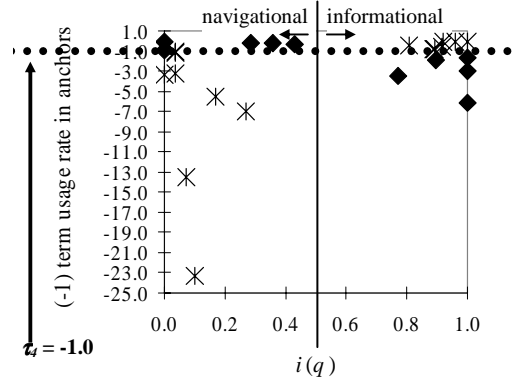 navigational informational
1.0
-1.0
-3.0
-5.0
-7.0
-9.0
-11.0
-13.0
-15.0
-17.0
-19.0
-21.0
-23.0
-25.0
(-1) term usage rate in anchors
0.0 0.2 0.4 0.6 0.8 1.0
τ4 = -1.0
i(q)